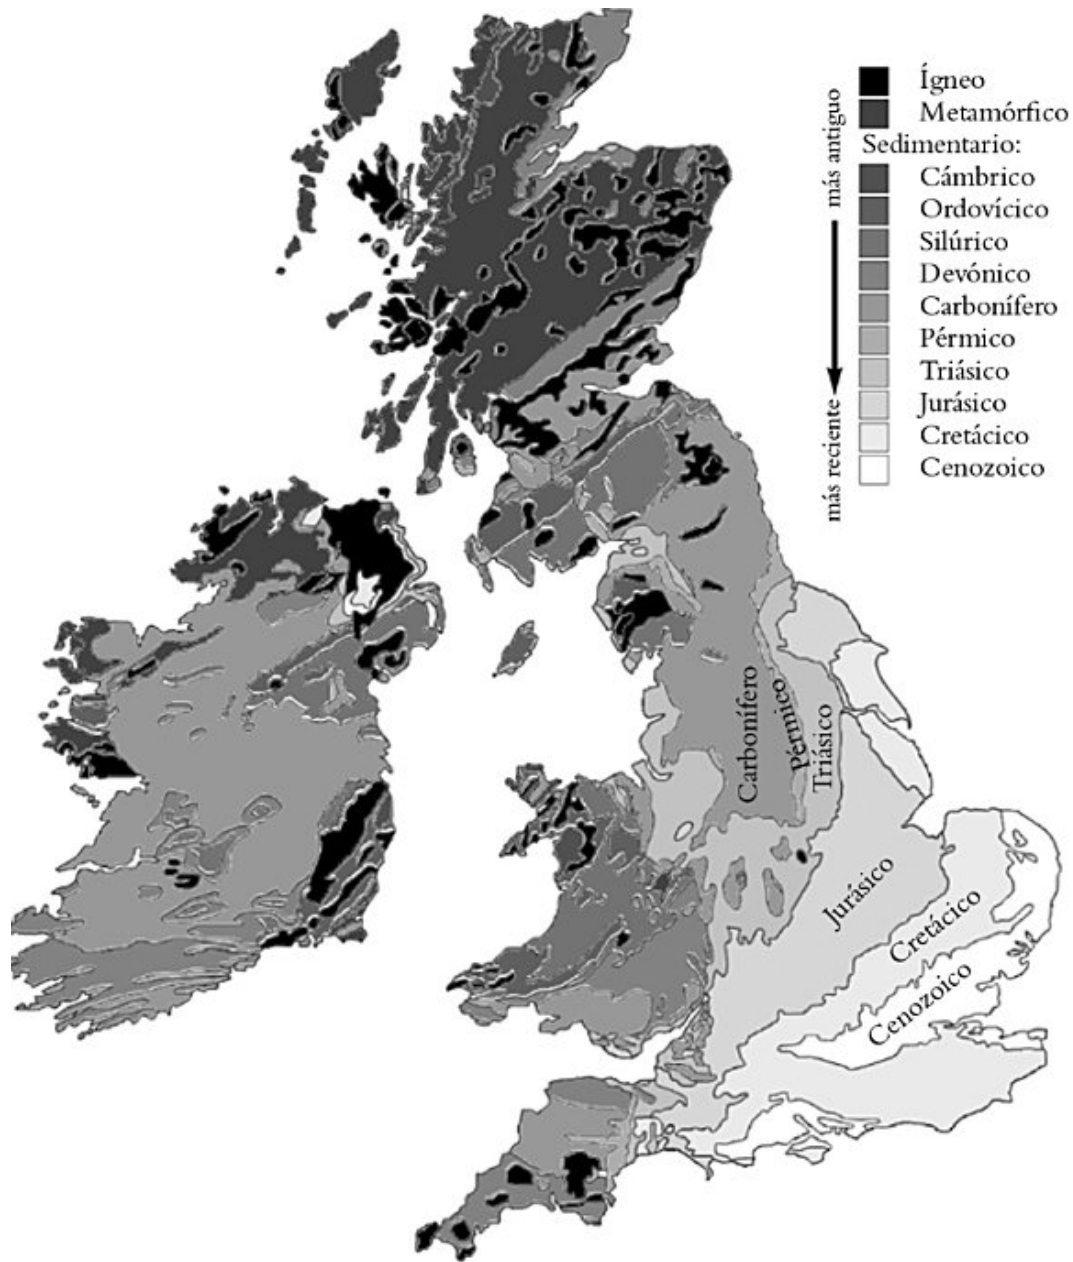 Ígneo
Metamórfico
Sedimentario:
Cámbrico
Ordovícico
Silúrico
Devónico
Carbonífero
Pérmico
Triásico
Jurásico
Cretácico
Cenozoico
más antiguo
más reciente
Carbonífero
Pérmico
Triásico
Jurásico
Cretácico
Cenozoico